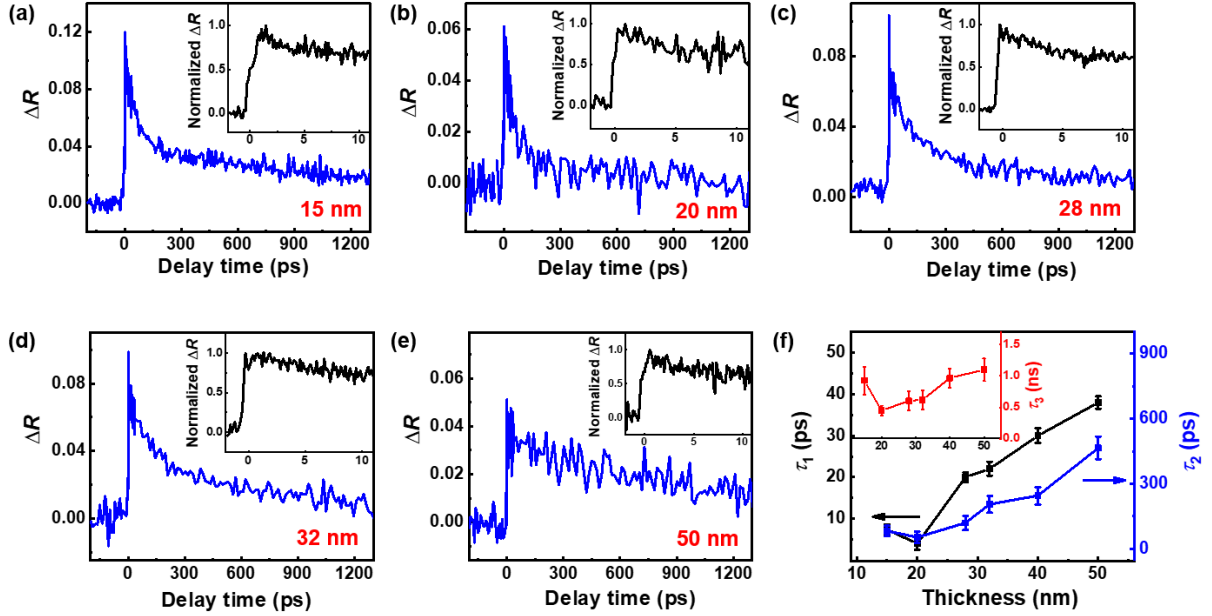 (a)
0.12
0.08
0.04
0.00
ΔR
Normalized ΔR
1.0
0.5
0.0
0
5
10
15 nm
0 300 600 900 1200
Delay time (ps)
(b)
0.06
0.04
0.02
0.00
ΔR
Normalized ΔR
1.0
0.5
0.0
0 5 10
20 nm
0 300 600 900 1200
Delay time (ps)
(c)
0.08
0.04
0.00
ΔR
Normalized ΔR
1.0
0.5
0.0
0 5 10
28 nm
0 300 600 900 1200
Delay time (ps)
(d)
0.08
0.04
0.00
ΔR
Normalized ΔR
1.0
0.5
0.0
0 5 10
32 nm
0 300 600 900 1200
Delay time (ps)
(e)
0.06
0.04
0.02
0.00
ΔR
Normalized ΔR
1.0
0.5
0.0
0 5 10
50 nm
0 300 600 900 1200
Delay time (ps)
(f)
50
40
30
20
10
τ1 (ps)
1.5
1.0
0.5
0.0
τ3 (ns)
20 30 40 50
900
600
450
300
150
0
τ2 (ps)
10 20 30 40 50
Thickness (nm)